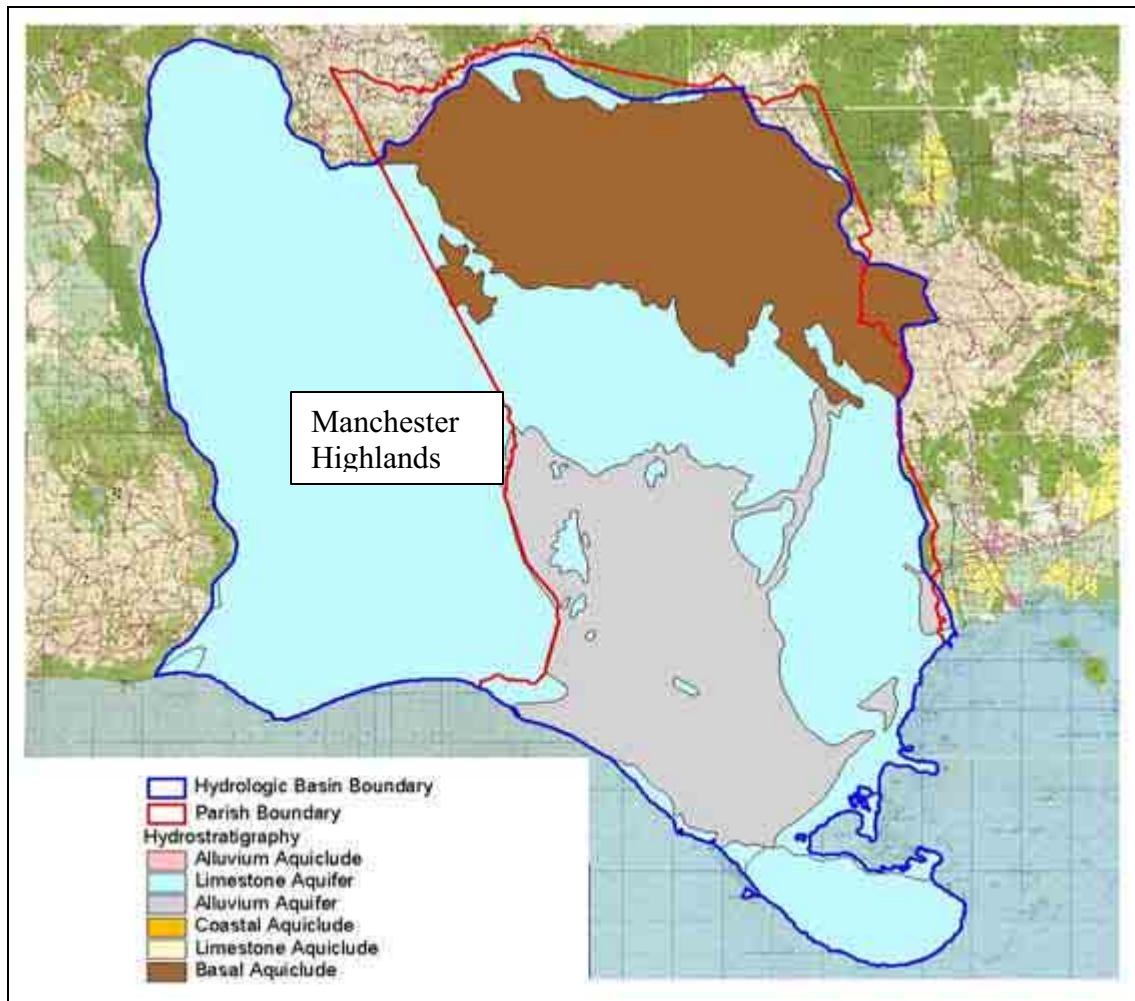 Manchester
Highlands
Hydrologic Basin Boundary
Parish Boundary
Hydrostratigraphy
Alluvium Aquiclude
Limestone Aquifer
Alluvium Aquifer
Coastal Aquiclude
Limestone Aquiclude
Basal Aquiclude